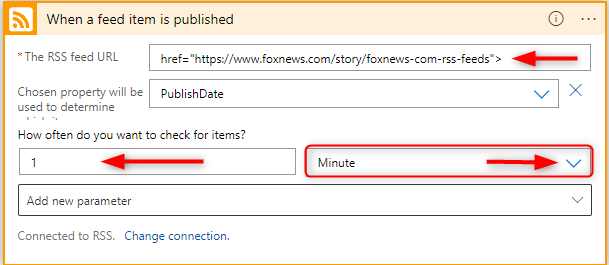 When a feed item is published
* The RSS feed URL
href="https://www.foxnews.com/story/foxnews-com-rss-feeds">
Chosen property will be
used to determine
PublishDate
How often do you want to check for items?
1
Minute
Add new parameter
Connected to RSS. Change connection.